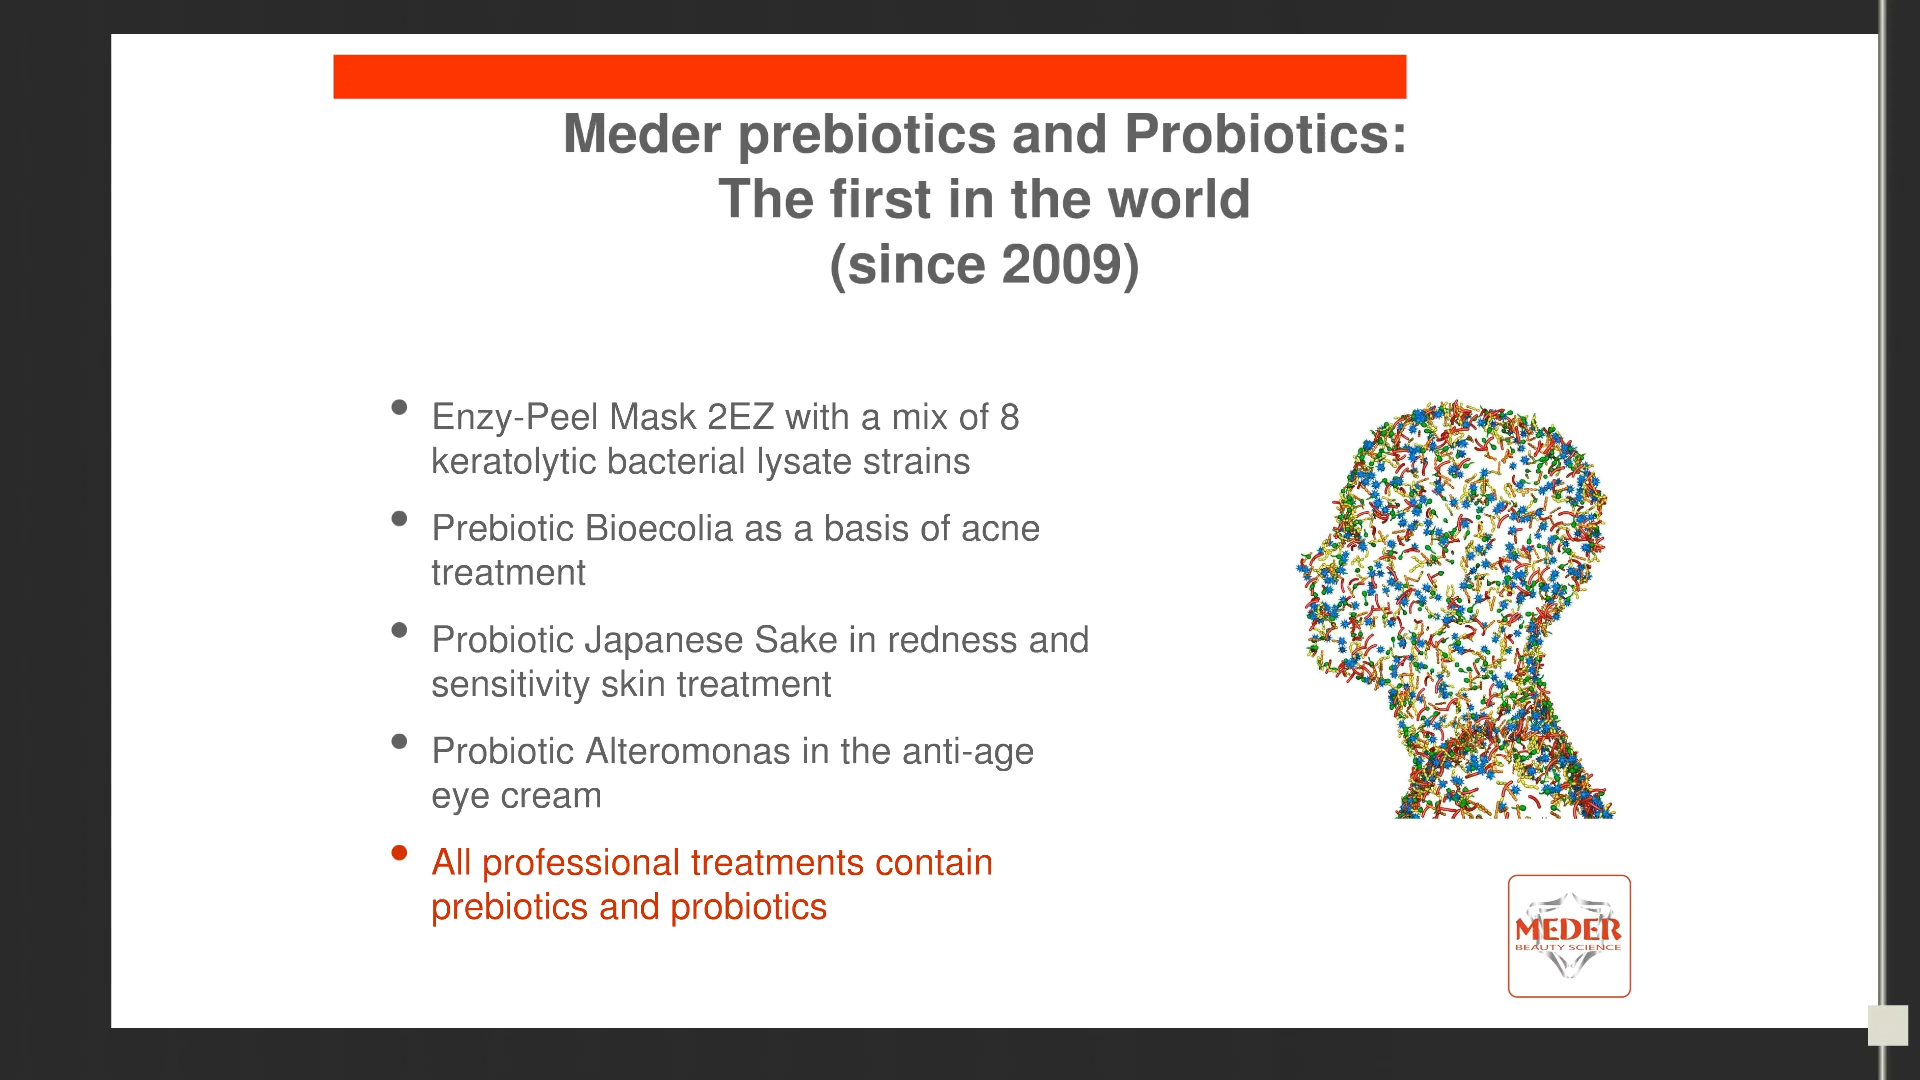 Meder prebiotics and Probiotics:
The first in the world
(since 2009)
• Enzy-Peel Mask 2EZ with a mix of 8
keratolytic bacterial lysate strains
• Prebiotic Bioecolia as a basis of acne
treatment
• Probiotic Japanese Sake in redness and
sensitivity skin treatment
• Probiotic Alteromonas in the anti-age
eye cream
• All professional treatments contain
prebiotics and probiotics
MEDER
BEAUTY SCIENCE